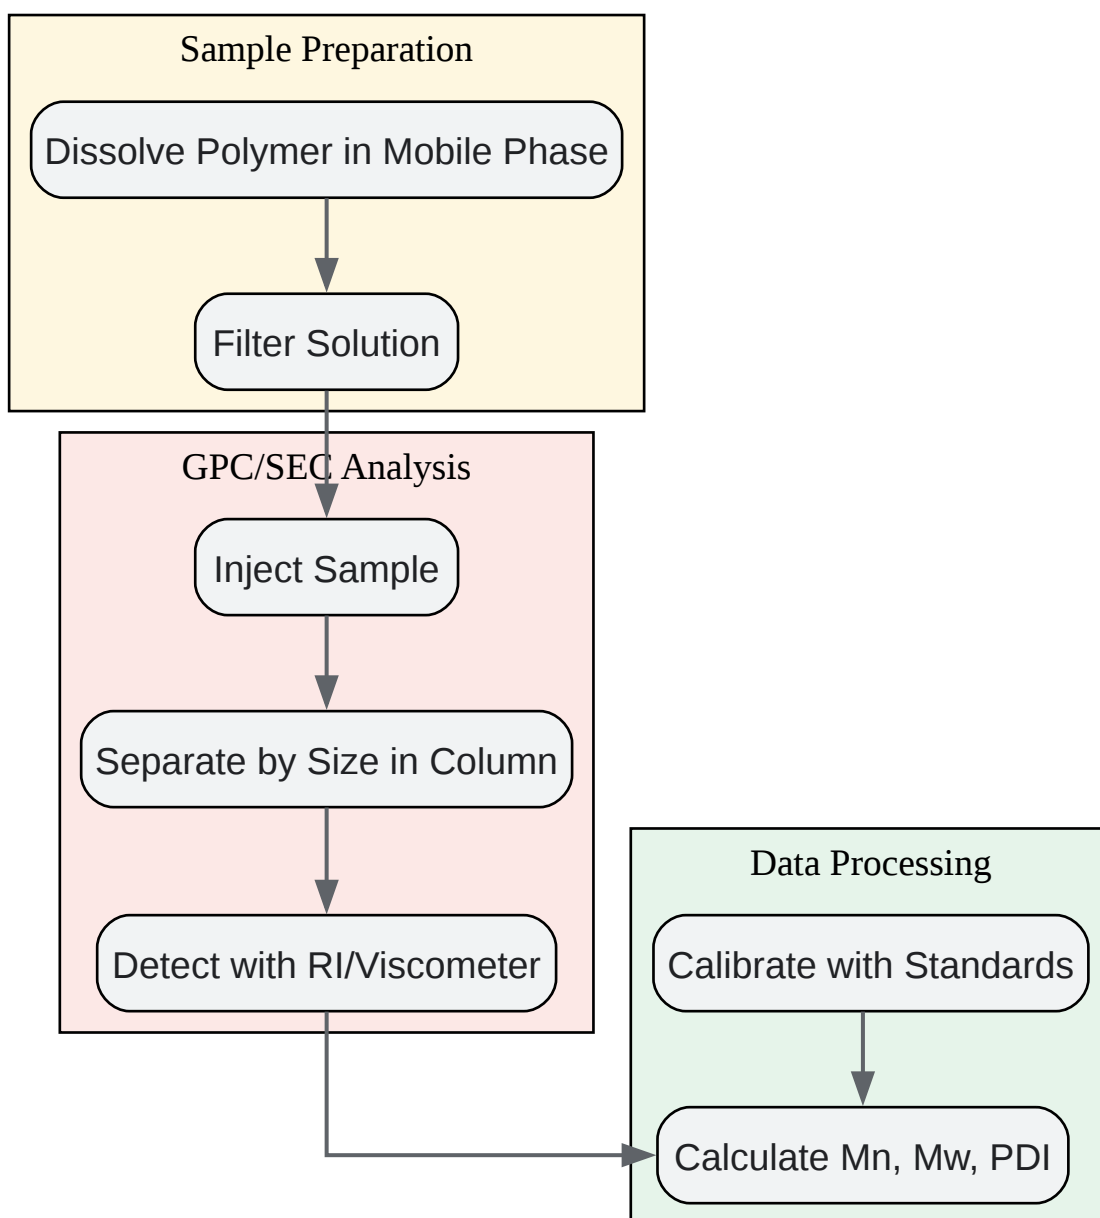 Sample Preparation
Dissolve Polymer in Mobile Phase
Filter Solution
GPC/SEC Analysis
Inject Sample
Separate by Size in Column
Detect with RI/Viscometer
Data Processing
Calibrate with Standards
Calculate Mn, Mw, PDI